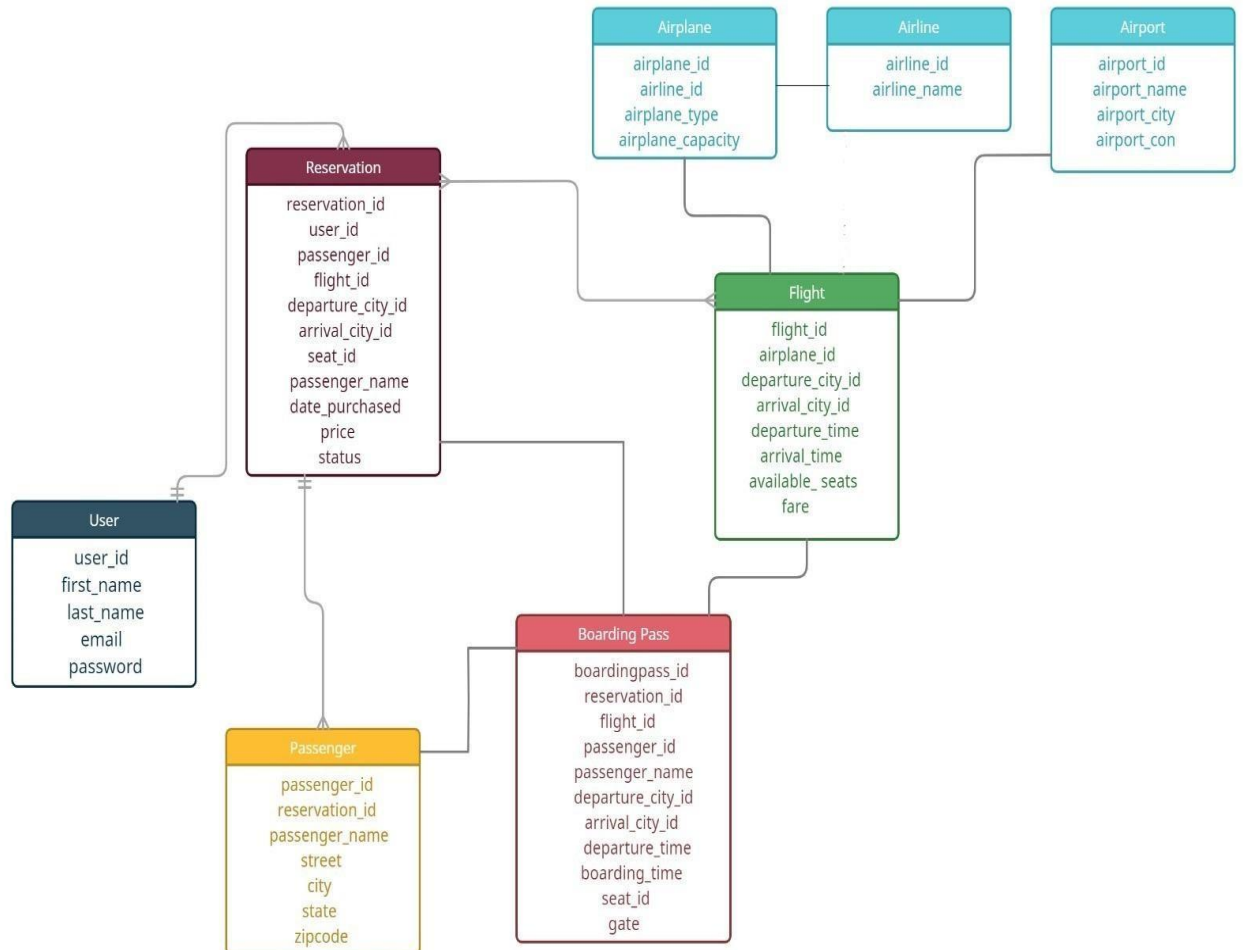 Airplane
airplane_id
airline_id
airplane_type
airplane_capacity
Airline
airline_id
airline_name
Airport
airport_id
airport_name
airport_city
airport_con
Reservation
reservation_id
user_id
passenger_id
flight_id
departure_city_id
arrival_city_id
seat_id
passenger_name
date_purchased
price
status
Flight
flight_id
airplane_id
departure_city_id
arrival_city_id
departure_time
arrival_time
available_ seats
fare
User
user_id
first_name
last_name
email
password
Boarding Pass
boardingpass_id
reservation_id
flight_id
passenger_id
passenger_name
departure_city_id
arrival_city_id
departure_time
boarding_time
seat_id
gate
Passenger
passenger_id
reservation_id
passenger_name
street
city
state
zipcode